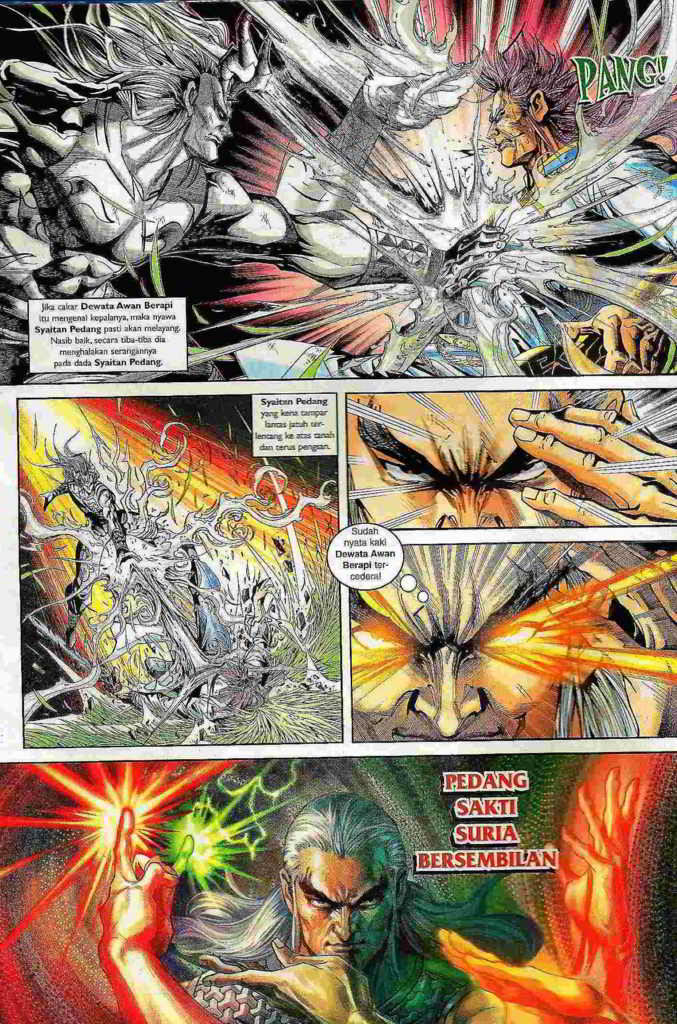 PANG!
Jika cakar Dewata Awan Berapi
itu mengenai kepalanya, maka nyawa
Syaitan Pedang pasti akan melayang.
Nasib baik, secara tiba-tiba dia
menghalakan serangannya
pada dada Syaitan Pedang.
Syaitan Pedang
yang kena tampar
lantas jatuh ter-
lentang ke atas tanah
dan terus pengsan.
Sudah
nyata kaki
Dewata Awan
Berapi ter-
cedera!
PEDANG
SAKTI
SURIA
BERSEMBILAN